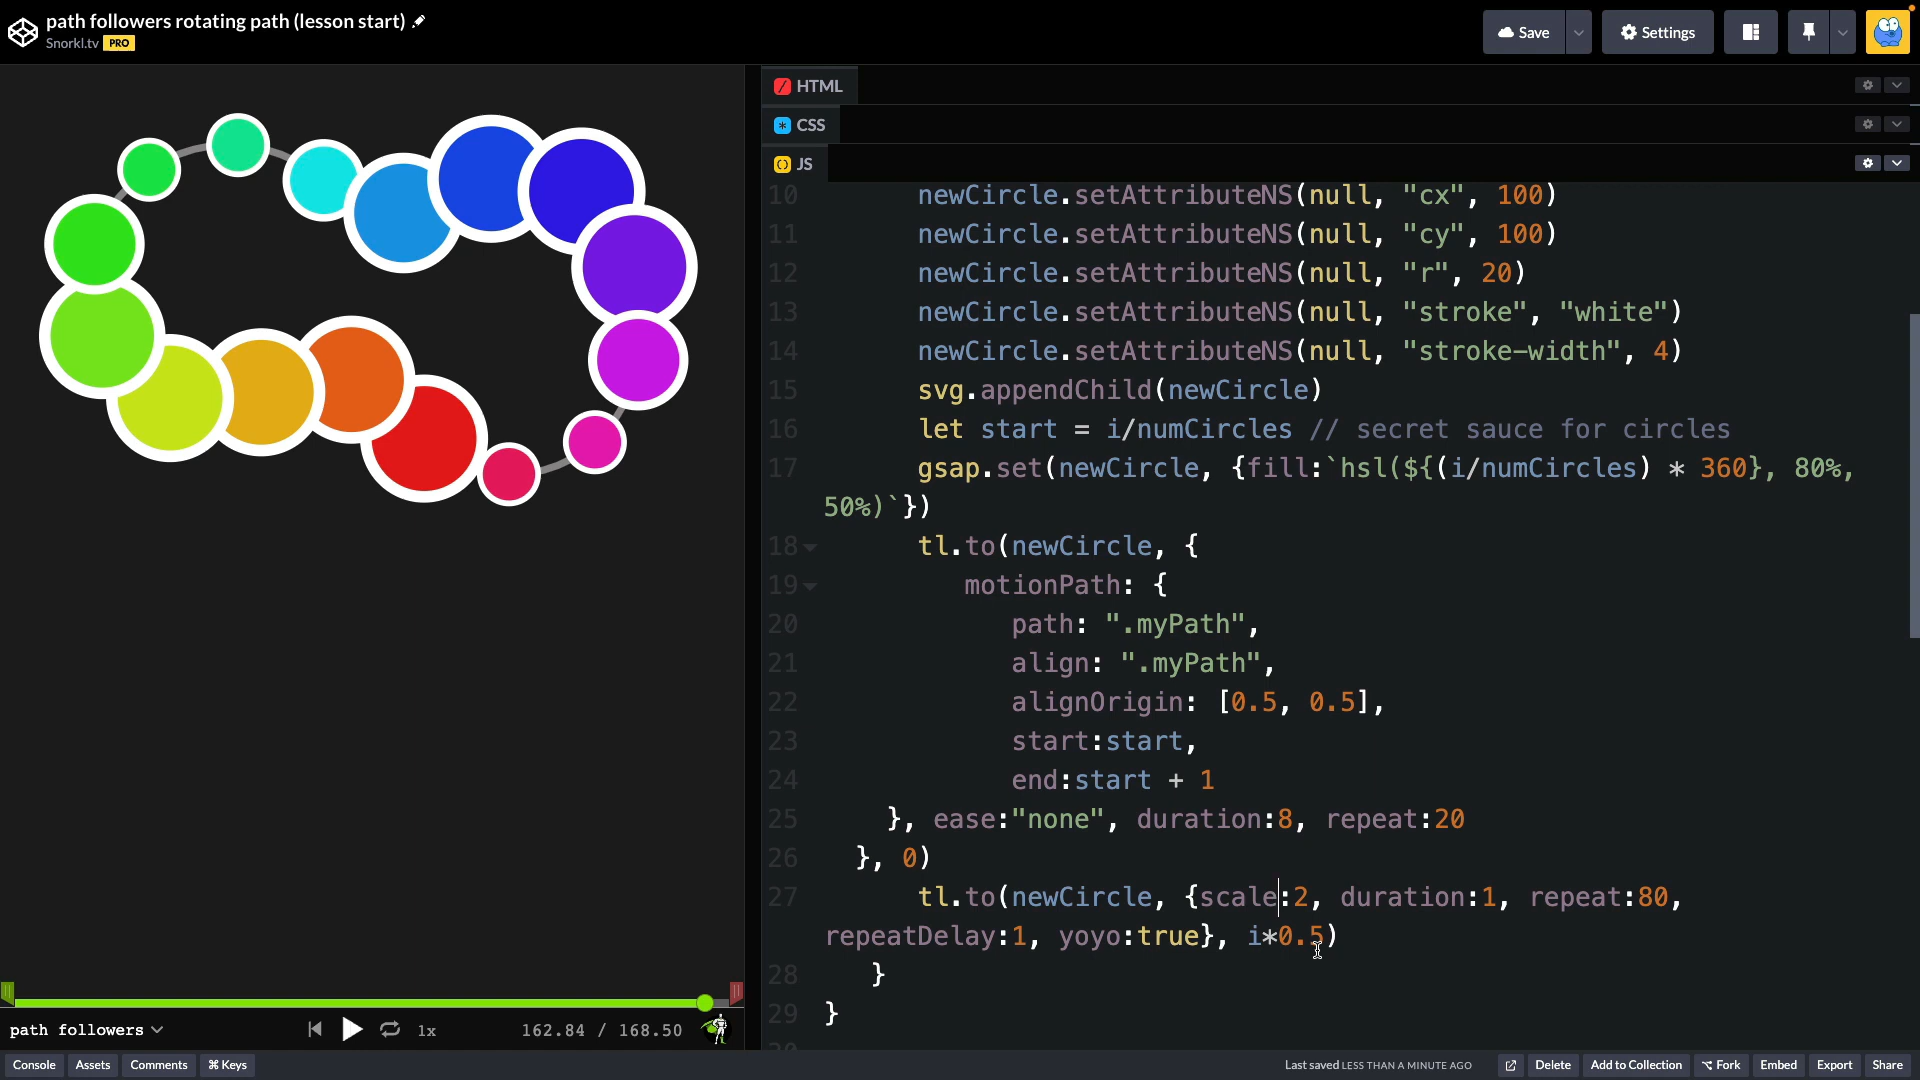 path followers rotating path (lesson start)
Snorkl.tv PRO
Save
Settings
HTML
CSS
JS
10 newCircle.setAttributeNS(null, "cx", 100)
11 newCircle.setAttributeNS(null, "cy", 100)
12 newCircle.setAttributeNS(null, "r", 20)
13 newCircle.setAttributeNS(null, "stroke", "white")
14 newCircle.setAttributeNS(null, "stroke-width", 4)
15 svg.appendChild(newCircle)
16 let start = i/numCircles // secret sauce for circles
17 gsap.set(newCircle, {fill:`hsl(${(i/numCircles) * 360}, 80%,
50%)`})
18 tl.to(newCircle, {
19 motionPath: {
20 path: ".myPath",
21 align: ".myPath",
22 alignOrigin: [0.5, 0.5],
23 start:start,
24 end:start + 1
25 }, ease:"none", duration:8, repeat:20
26 }, 0)
27 tl.to(newCircle, {scale:2, duration:1, repeat:80,
repeatDelay:1, yoyo:true}, i*0.5)
28 }
29 }
30
path followers 1x 162.84 / 168.50
Console Assets Comments ⌘ Keys Last saved LESS THAN A MINUTE AGO Delete Add to Collection Fork Embed Export Share